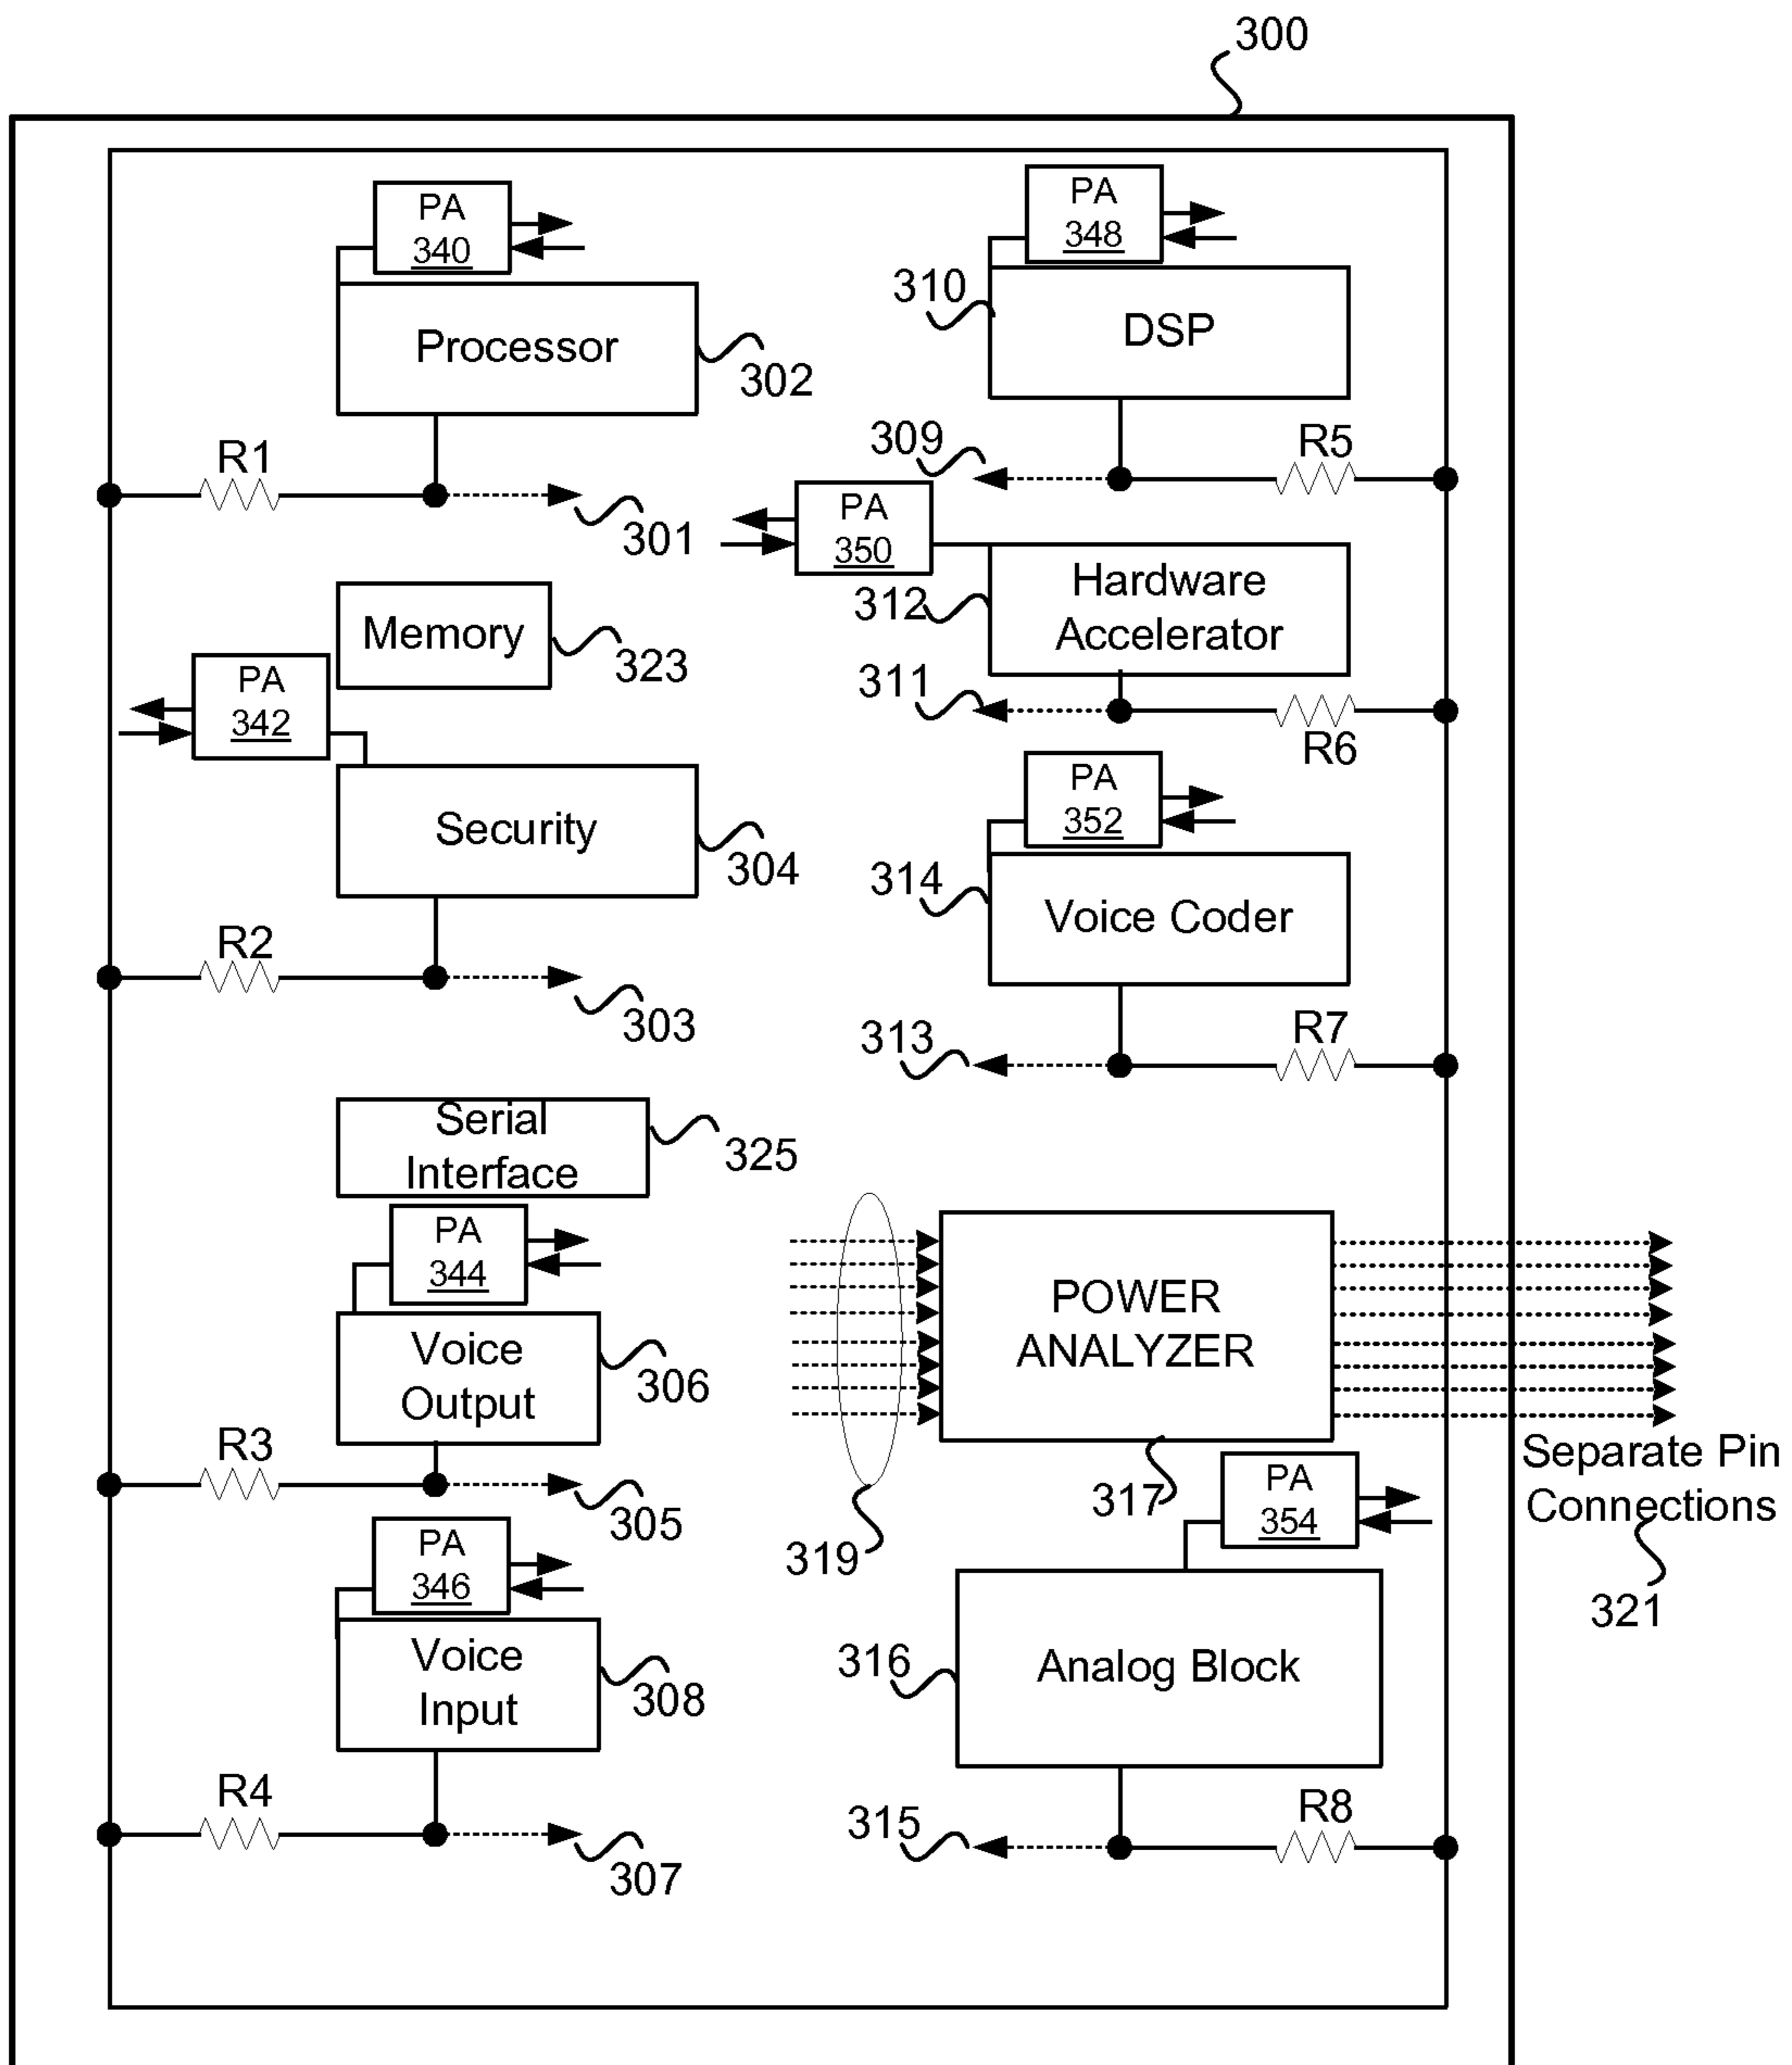 300
PA
340
Processor
302
R1
301
Memory
323
PA
342
Security
304
R2
303
Serial
Interface
325
PA
344
Voice
Output
306
R3
305
PA
346
Voice
Input
308
R4
307
PA
348
310
DSP
309
R5
PA
350
312
Hardware
Accelerator
311
R6
PA
352
314
Voice Coder
313
R7
POWER
ANALYZER
317
319
Separate Pin
Connections
321
PA
354
316
Analog Block
315
R8